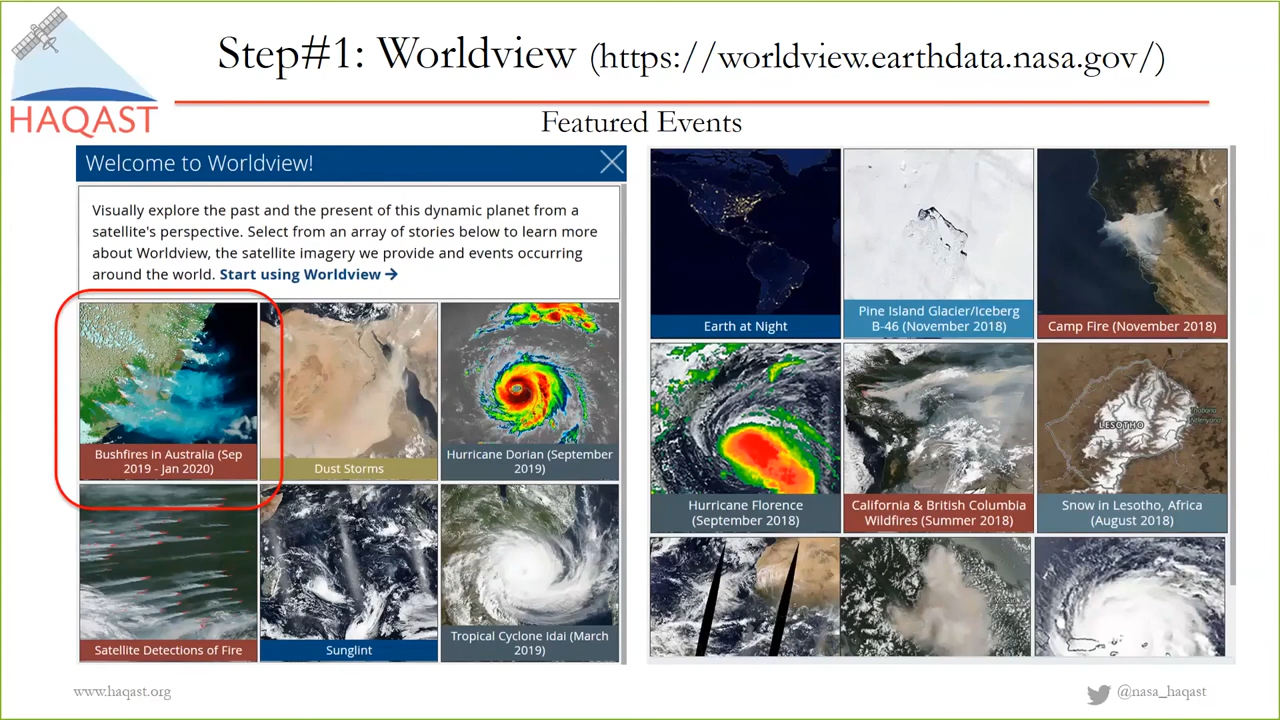 Step#1: Worldview (https://worldview.earthdata.nasa.gov/)
HAQAST
Featured Events
Welcome to Worldview!
Visually explore the past and the present of this dynamic planet from a
satellite's perspective. Select from an array of stories below to learn more
about Worldview, the satellite imagery we provide and events occurring
around the world. Start using Worldview →
Bushfires in Australia (Sep
2019 - Jan 2020)
Dust Storms
Hurricane Dorian (September
2019)
Satellite Detections of Fire
Sunglint
Tropical Cyclone Idai (March
2019)
Earth at Night
Pine Island Glacier/Iceberg
B-46 (November 2018)
Camp Fire (November 2018)
Hurricane Florence
(September 2018)
California & British Columbia
Wildfires (Summer 2018)
LESOTHO
Snow in Lesotho, Africa
(August 2018)
www.haqast.org
@nasa_haqast